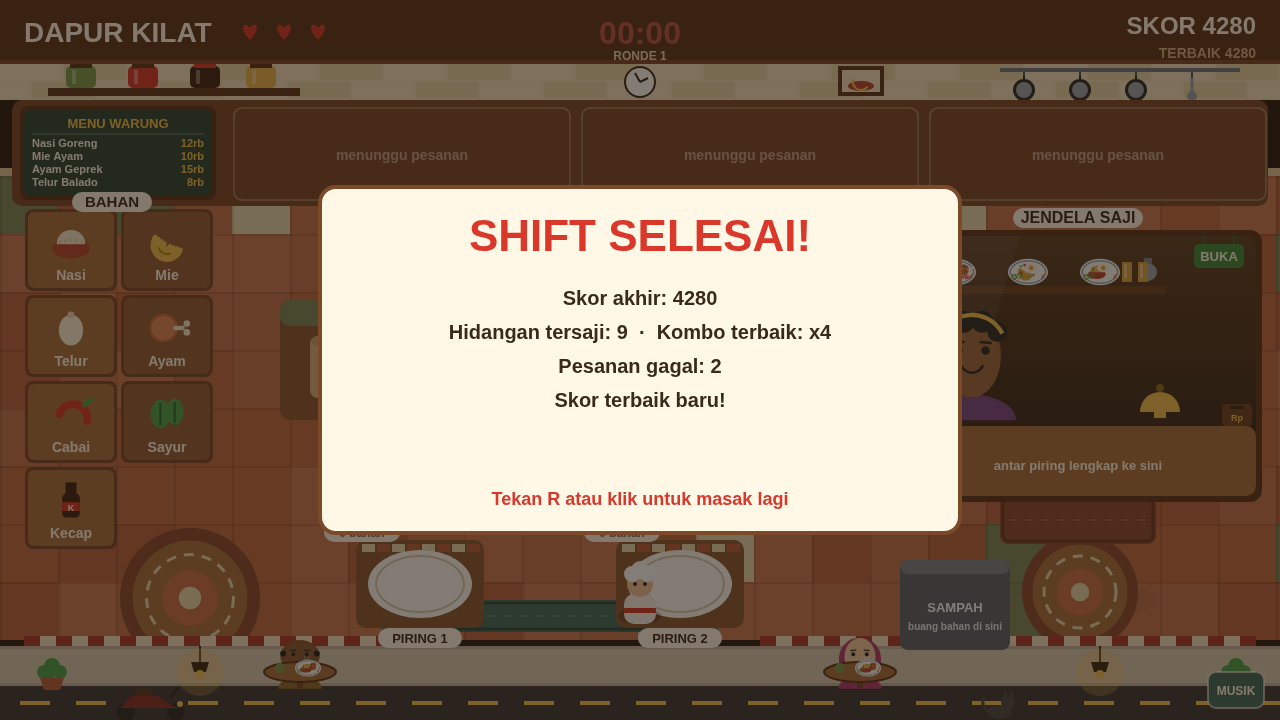 DAPUR KILAT
00:00
RONDE 1
SKOR 4280
TERBAIK 4280
MENU WARUNG
Nasi Goreng 12rb
Mie Ayam 10rb
Ayam Geprek 15rb
Telur Balado 8rb
menunggu pesanan
menunggu pesanan
menunggu pesanan
BAHAN
Nasi
Mie
Telur
Ayam
Cabai
Sayur
K
Kecap
JENDELA SAJI
BUKA
Rp
antar piring lengkap ke sini
SHIFT SELESAI!
Skor akhir: 4280
Hidangan tersaji: 9 · Kombo terbaik: x4
Pesanan gagal: 2
Skor terbaik baru!
Tekan R atau klik untuk masak lagi
PIRING 1
PIRING 2
SAMPAH
buang bahan di sini
MUSIK